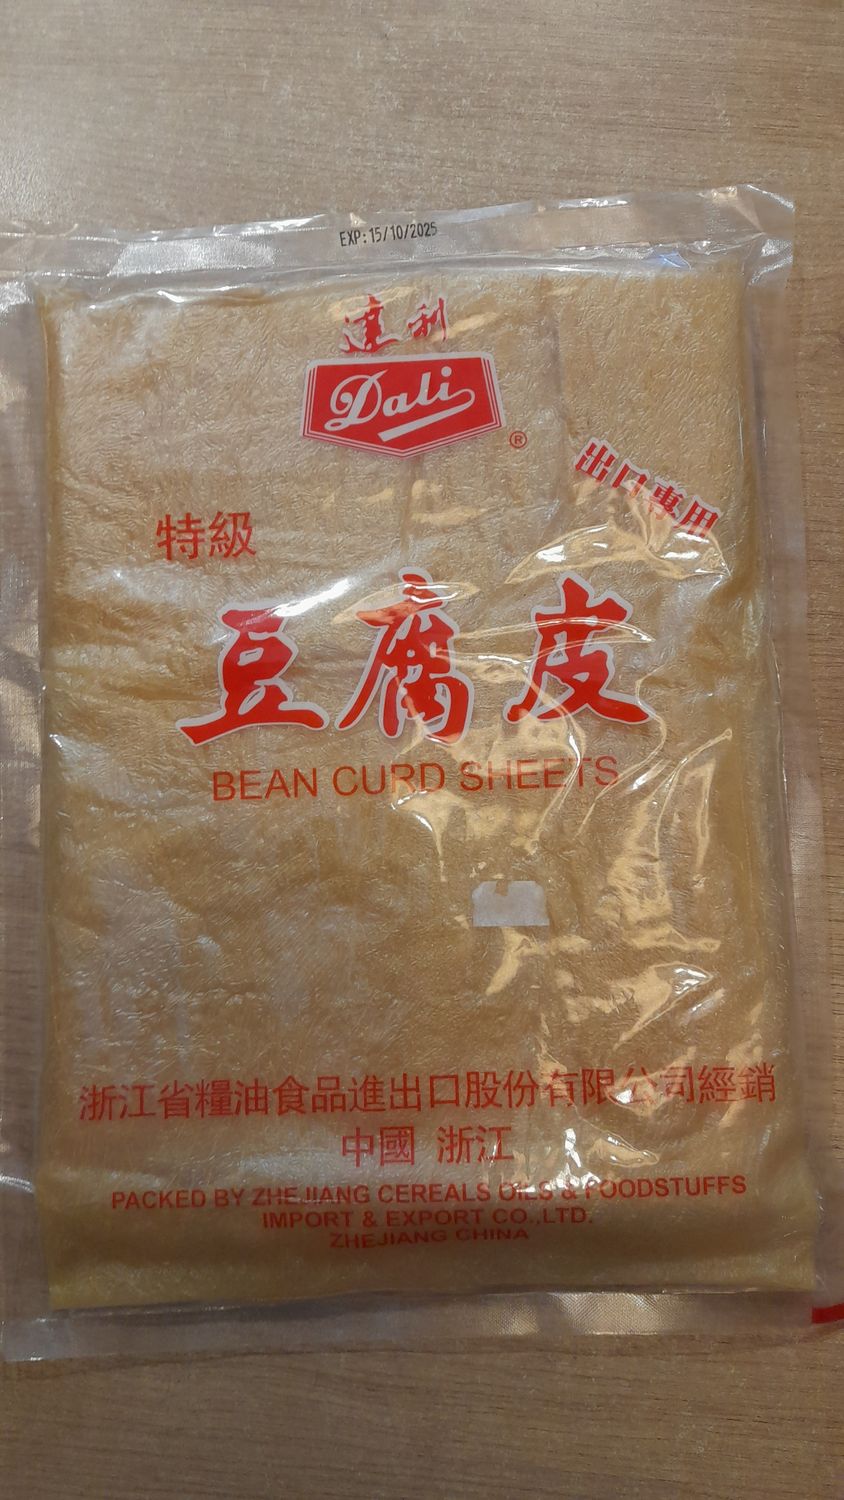 EXP:15/10/2025
達利
Dali
®
出口專用
特級
豆腐皮
BEAN CURD SHEETS
浙江省糧油食品進出口股份有限公司經銷
中國 浙江
PACKED BY ZHEJIANG CEREALS OILS & FOODSTUFFS
IMPORT & EXPORT CO.,LTD.
ZHEJIANG CHINA